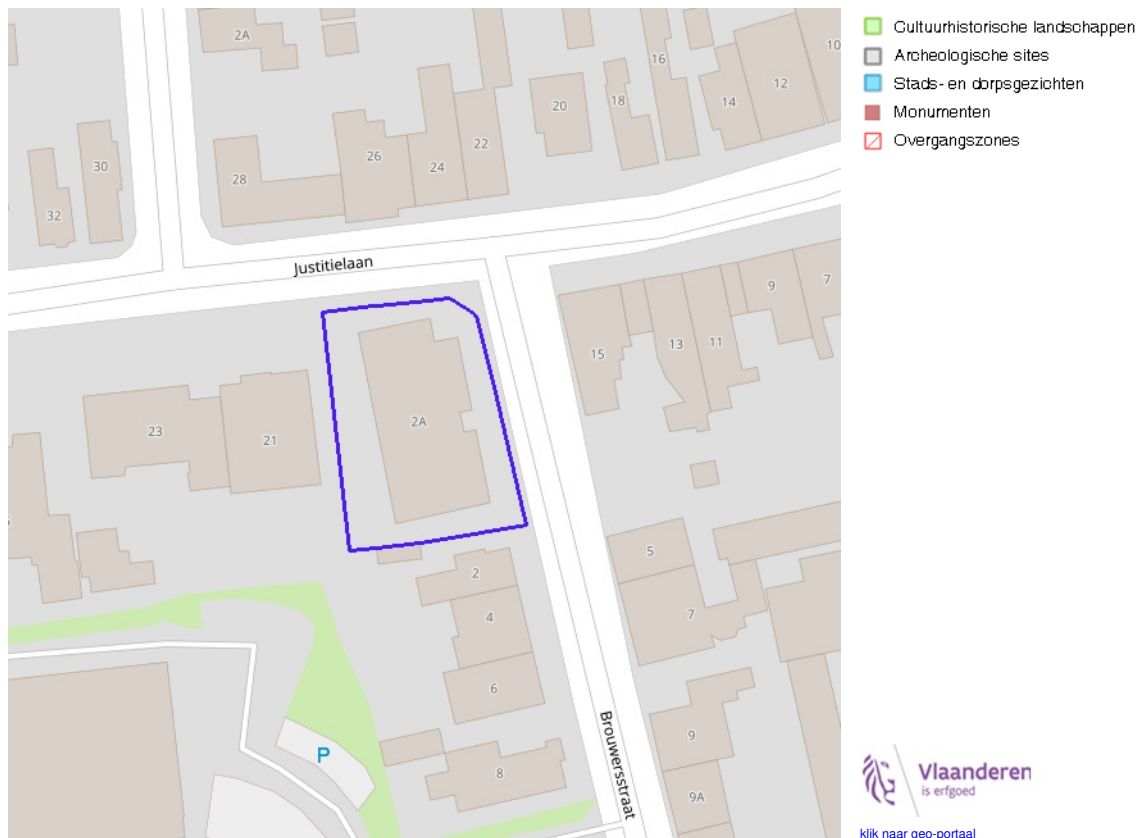 2A
10
16
12
14
20
18
22
26
24
30
28
32
Justitielaan
9
7
15
13
11
2A
23
21
5
2
7
4
6
Brouwersstraat
9
P
8
9A
Cultuurhistorische landschappen
Archeologische sites
Stads- en dorpsgezichten
Monumenten
Overgangszones
Vlaanderen
is erfgoed
klik naar geo-portaal